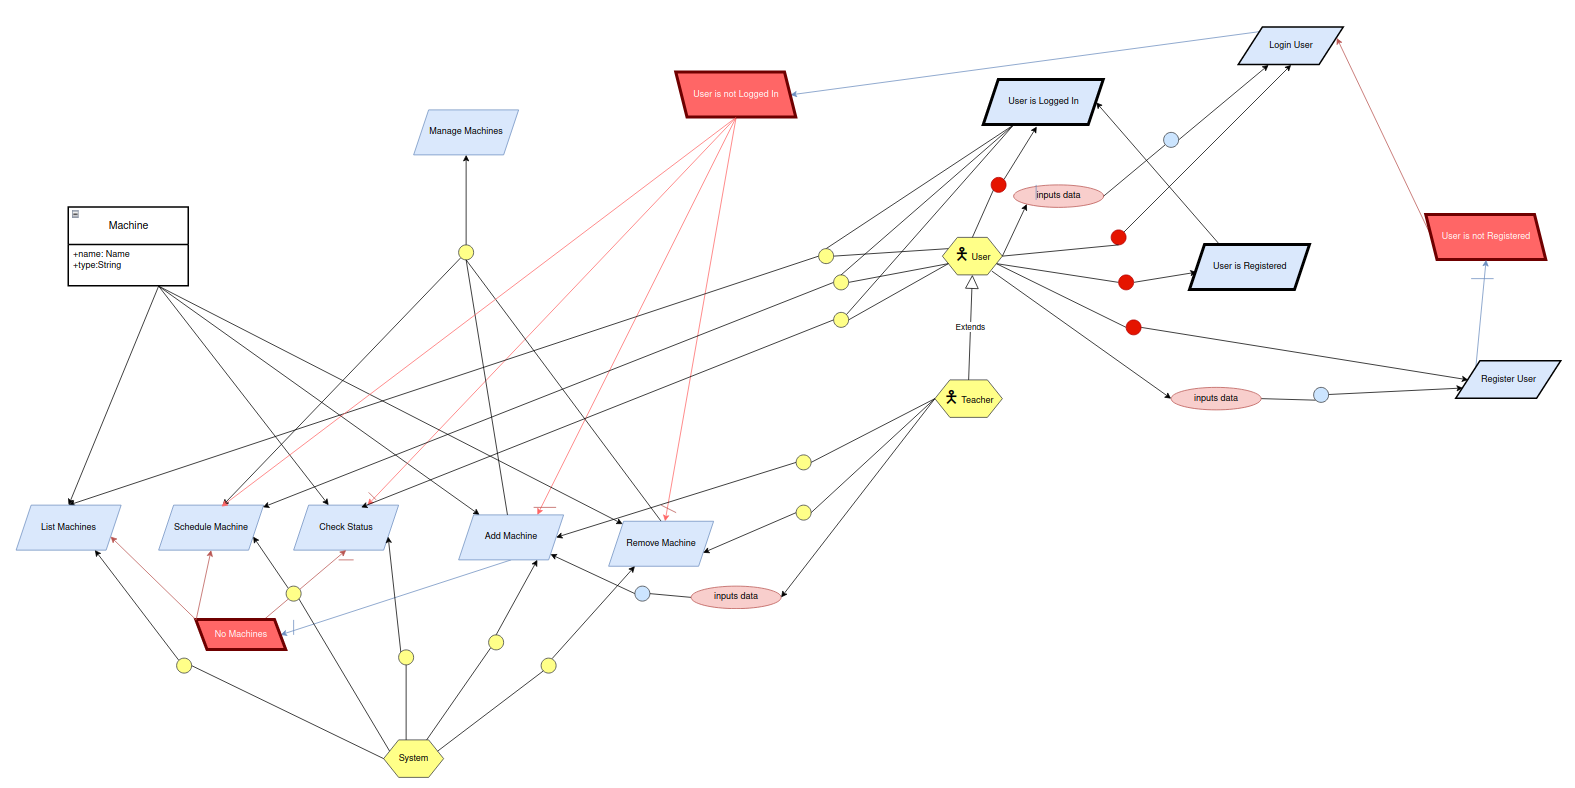 Login User
User is not Logged In
User is Logged In
Manage Machines
inputs data
Machine
+name: Name
+type:String
User is not Registered
User
User is Registered
Extends
Register User
Teacher
inputs data
List Machines
Schedule Machine
Check Status
Add Machine
Remove Machine
inputs data
No Machines
System